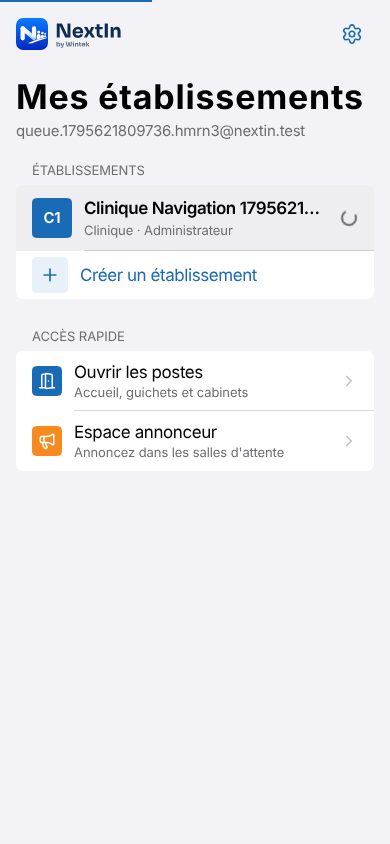 NextIn
by Wintek
Mes établissements
queue.1795621809736.hmrn3@nextin.test
ÉTABLISSEMENTS
C1
Clinique Navigation 1795621...
Clinique · Administrateur
Créer un établissement
ACCÈS RAPIDE
Ouvrir les postes
Accueil, guichets et cabinets
Espace annonceur
Annoncez dans les salles d'attente